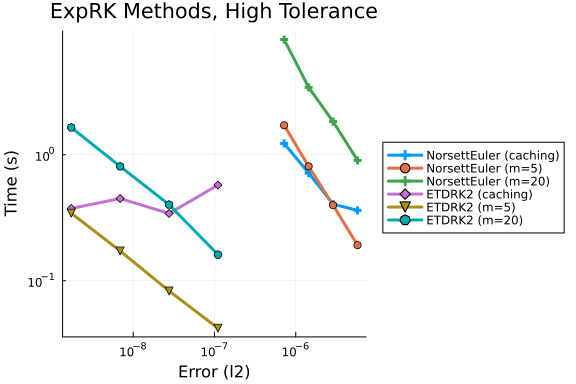 ExpRK Methods, High Tolerance
Time (s)
10⁰
10⁻¹
10⁻⁸
10⁻⁷
10⁻⁶
Error (l2)
NorsettEuler (caching)
NorsettEuler (m=5)
NorsettEuler (m=20)
ETDRK2 (caching)
ETDRK2 (m=5)
ETDRK2 (m=20)